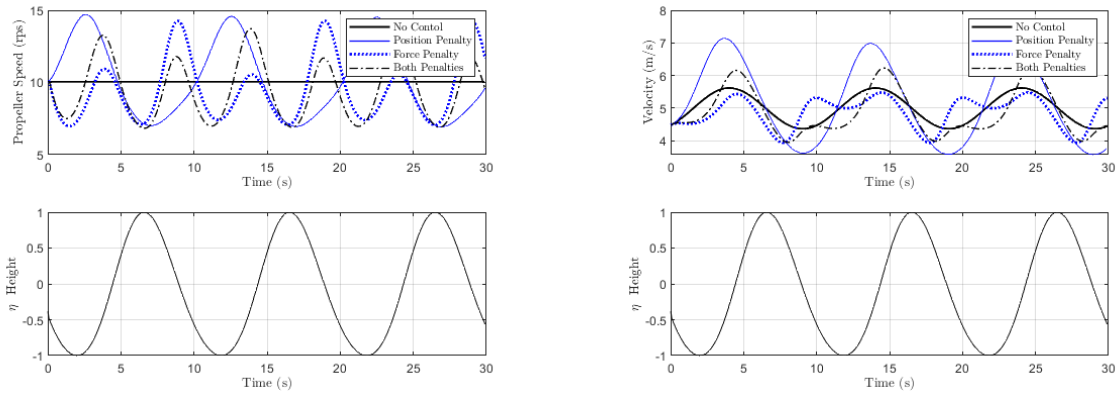 Propeller Speed (rps)
15
10
5
0
5
10
15
20
25
30
Time (s)
No Contol
Position Penalty
Force Penalty
Both Penalties
Velocity (m/s)
8
7
6
5
4
0
5
10
15
20
25
30
Time (s)
No Contol
Position Penalty
Force Penalty
Both Penalties
η Height
1
0.5
0
-0.5
-1
0
5
10
15
20
25
30
Time (s)
η Height
1
0.5
0
-0.5
-1
0
5
10
15
20
25
30
Time (s)